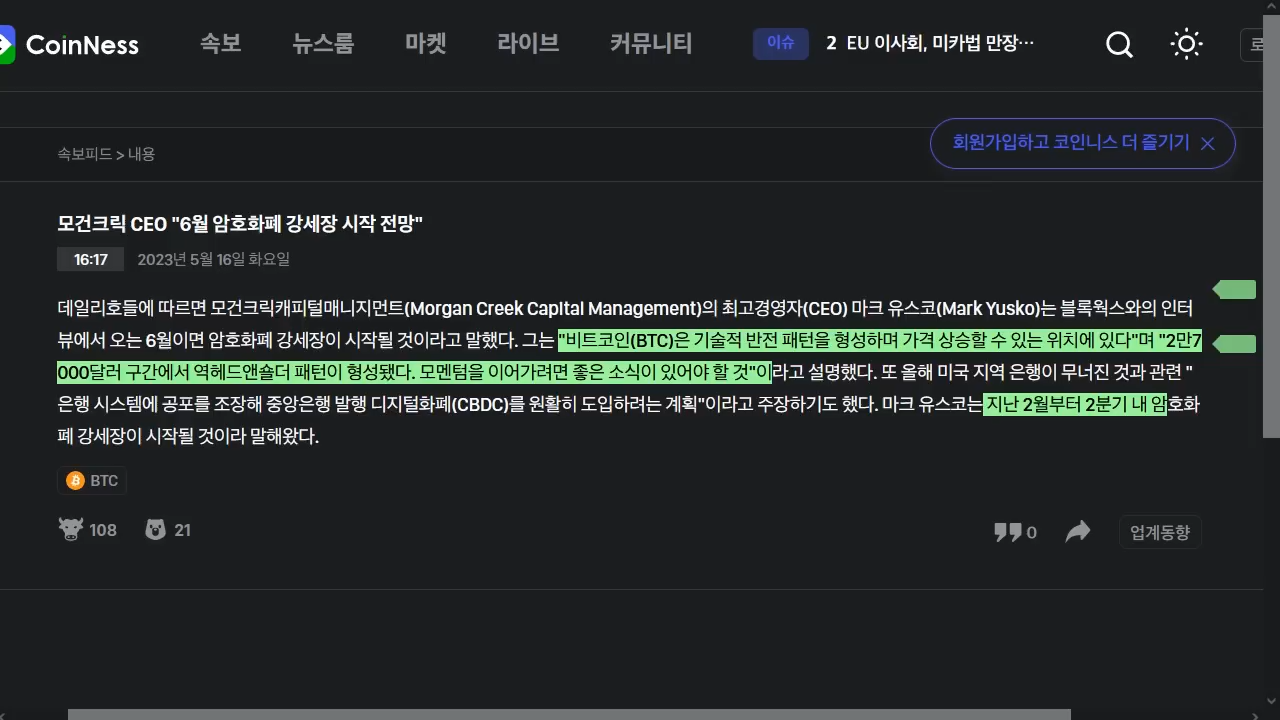 CoinNess 속보 뉴스룸 마켓 라이브 커뮤니티 이슈 2 EU 이사회, 미카법 만장… 로
회원가입하고 코인니스 더 즐기기
속보피드 > 내용
모건크릭 CEO "6월 암호화폐 강세장 시작 전망"
16:17 2023년 5월 16일 화요일
데일리호들에 따르면 모건크릭캐피털매니지먼트(Morgan Creek Capital Management)의 최고경영자(CEO) 마크 유스코(Mark Yusko)는 블록웍스와의 인터
뷰에서 오는 6월이면 암호화폐 강세장이 시작될 것이라고 말했다. 그는 "비트코인(BTC)은 기술적 반전 패턴을 형성하며 가격 상승할 수 있는 위치에 있다"며 "2만7
000달러 구간에서 역헤드앤숄더 패턴이 형성됐다. 모멘텀을 이어가려면 좋은 소식이 있어야 할 것"이라고 설명했다. 또 올해 미국 지역 은행이 무너진 것과 관련 "
은행 시스템에 공포를 조장해 중앙은행 발행 디지털화폐(CBDC)를 원활히 도입하려는 계획"이라고 주장하기도 했다. 마크 유스코는 지난 2월부터 2분기 내 암호화
폐 강세장이 시작될 것이라 말해왔다.
BTC
108 21 0 업계동향